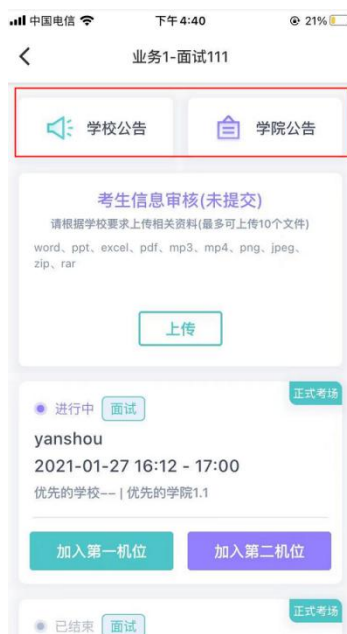 中国电信 下午4:40 21%
业务1-面试111
学校公告 学院公告
考生信息审核(未提交)
请根据学校要求上传相关资料(最多可上传10个文件)
word、ppt、excel、pdf、mp3、mp4、png、jpeg、
zip、rar
上传
正式考场
进行中 面试
yanshou
2021-01-27 16:12 - 17:00
优先的学校–– | 优先的学院1.1
加入第一机位 加入第二机位
正式考场
已结束 面试